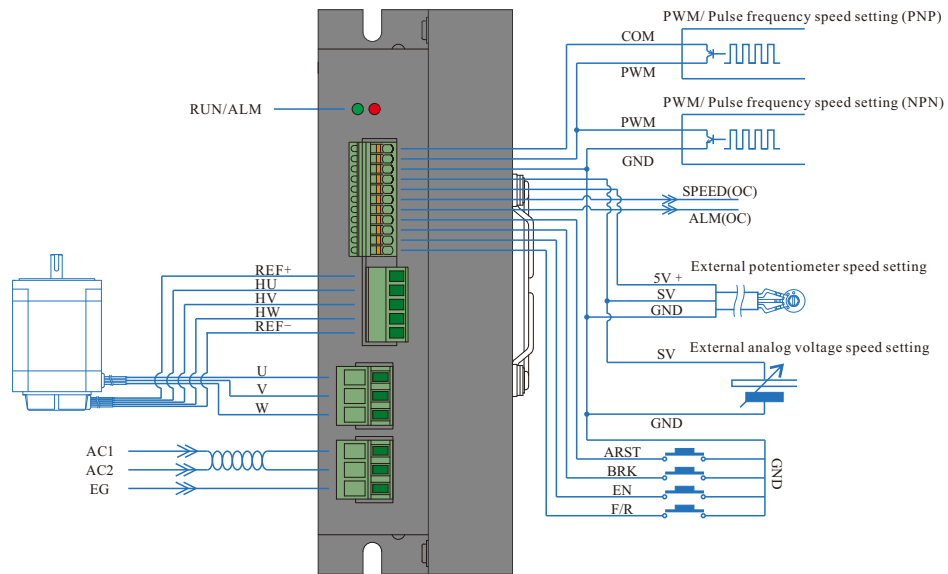 PWM/ Pulse frequency speed setting (PNP)
COM
PWM
PWM/ Pulse frequency speed setting (NPN)
RUN/ALM
PWM
GND
SPEED(OC)
ALM(OC)
External potentiometer speed setting
REF+
5V +
HU
SV
HV
GND
HW
REF−
External analog voltage speed setting
SV
U
V
W
GND
AC1
ARST
AC2
BRK
GND
EG
EN
F/R